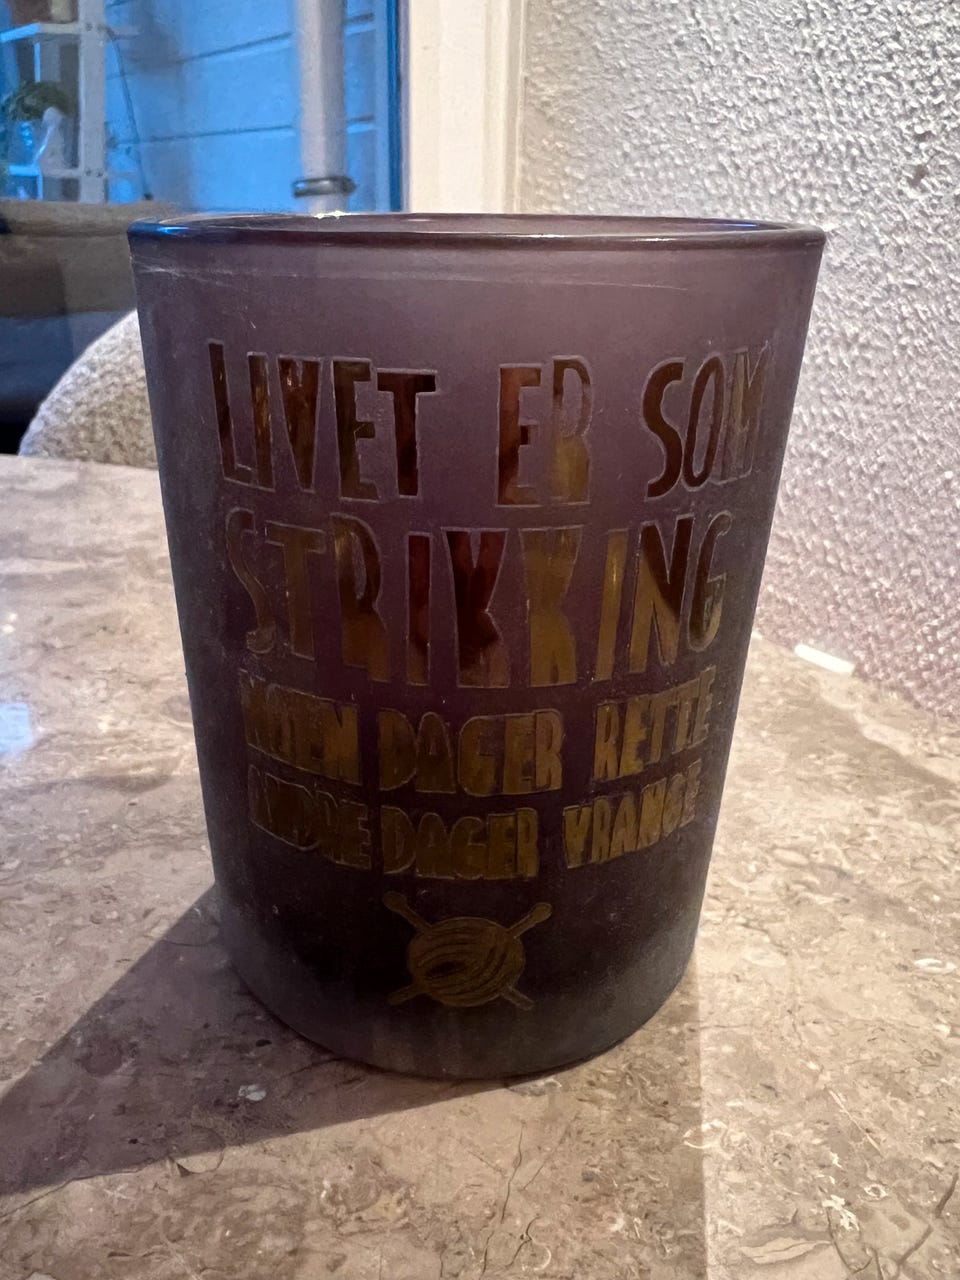 LIVET ER SOM
STRIKKING
NOEN DAGER RETTE
ANDRE DAGER VRANGE